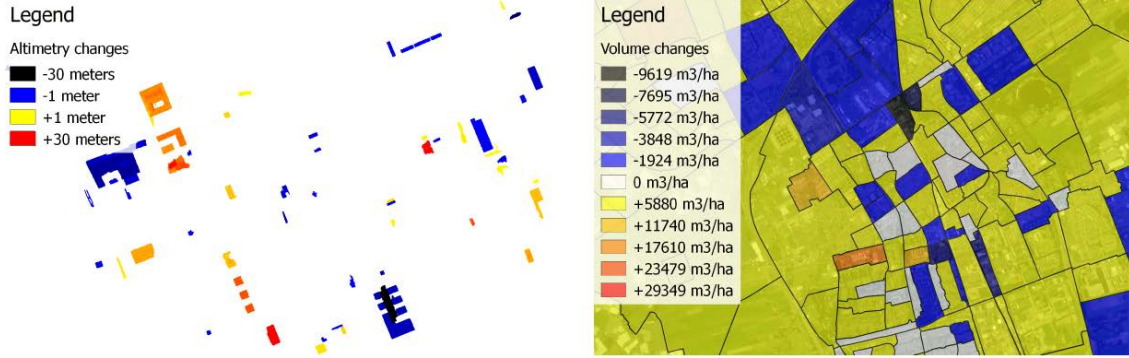 Legend
Altimetry changes
-30 meters
-1 meter
+1 meter
+30 meters
Legend
Volume changes
-9619 m3/ha
-7695 m3/ha
-5772 m3/ha
-3848 m3/ha
-1924 m3/ha
0 m3/ha
+5880 m3/ha
+11740 m3/ha
+17610 m3/ha
+23479 m3/ha
+29349 m3/ha